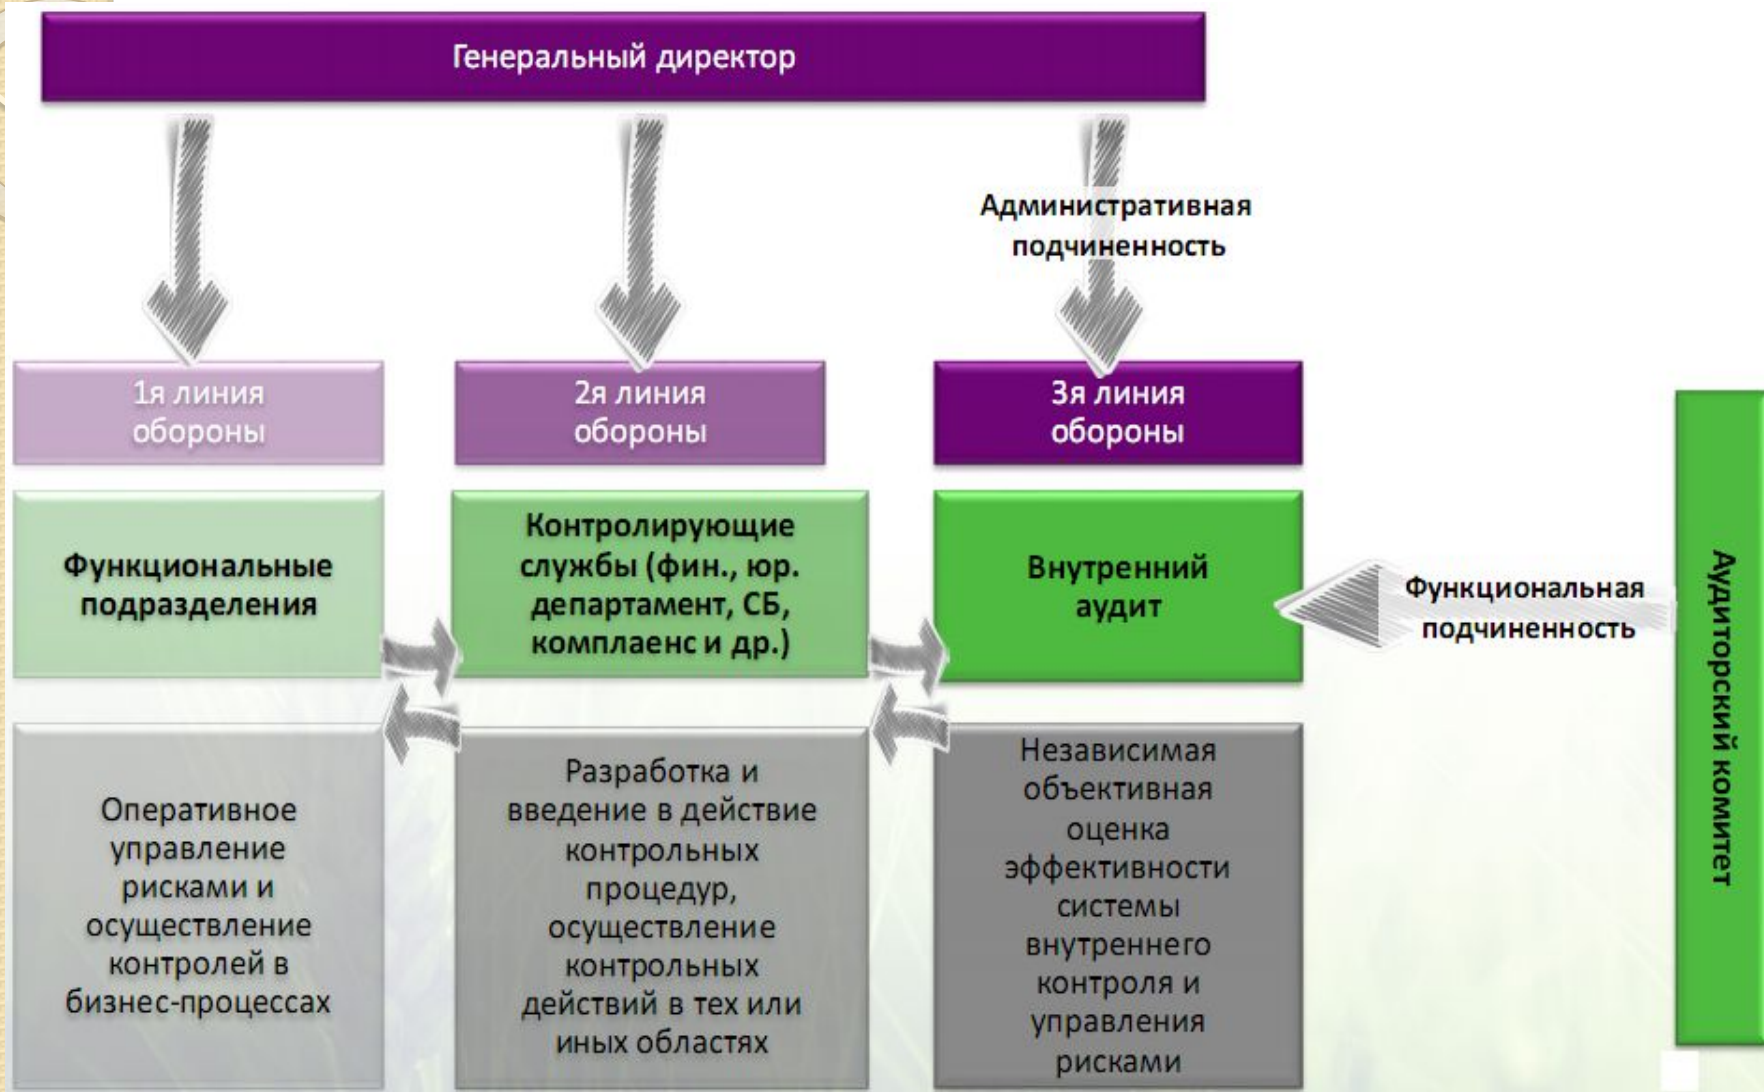 Генеральный директор
Административная
подчиненность
1я линия
обороны
2я линия
обороны
3я линия
обороны
Функциональные
подразделения
Контролирующие
службы (фин., юр.
департамент, СБ,
комплаенс и др.)
Внутренний
аудит
Функциональная
подчиненность
Аудиторский комитет
Оперативное
управление
рисками и
осуществление
контролей в
бизнес-процессах
Разработка и
введение в действие
контрольных
процедур,
осуществление
контрольных
действий в тех или
иных областях
Независимая
объективная
оценка
эффективности
системы
внутреннего
контроля и
управления
рисками